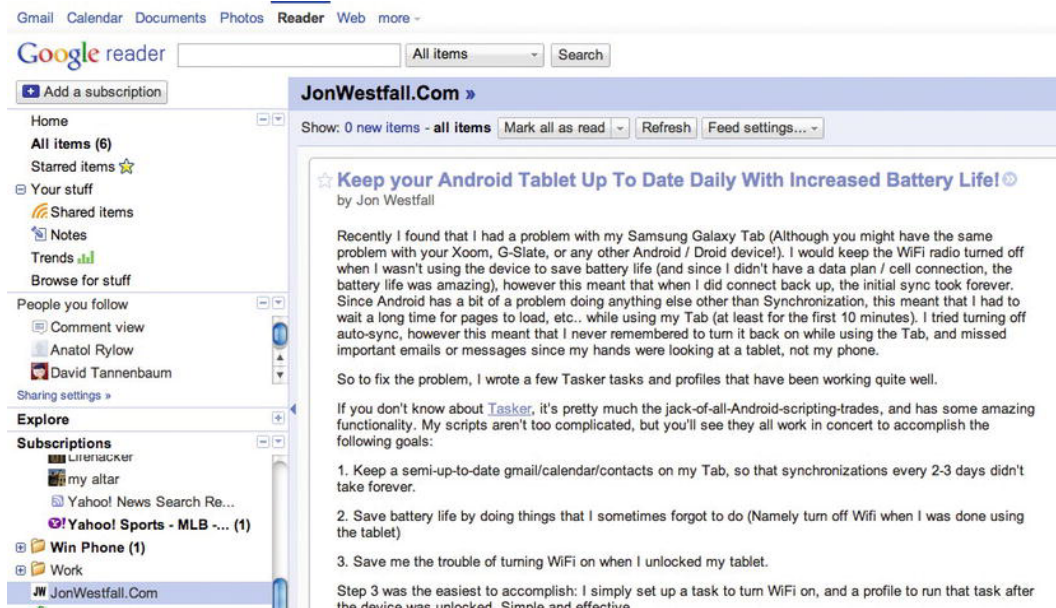 Gmail Calendar Documents Photos Reader Web more
Google reader All items Search
Add a subscription
JonWestfall.Com »
Home
Show: 0 new items - all items Mark all as read Refresh Feed settings...
All items (6)
Starred items
Your stuff
Shared items
Notes
Trends
Browse for stuff
People you follow
Comment view
Anatol Rylow
David Tannenbaum
Sharing settings »
Explore
Subscriptions
Lifehacker
my altar
Yahoo! News Search Re...
Yahoo! Sports - MLB -... (1)
Win Phone (1)
Work
JW JonWestfall.Com
Keep your Android Tablet Up To Date Daily With Increased Battery Life!
by Jon Westfall
Recently I found that I had a problem with my Samsung Galaxy Tab (Although you might have the same
problem with your Xoom, G-Slate, or any other Android / Droid device!). I would keep the WiFi radio turned off
when I wasn't using the device to save battery life (and since I didn't have a data plan / cell connection, the
battery life was amazing), however this meant that when I did connect back up, the initial sync took forever.
Since Android has a bit of a problem doing anything else other than Synchronization, this meant that I had to
wait a long time for pages to load, etc.. while using my Tab (at least for the first 10 minutes). I tried turning off
auto-sync, however this meant that I never remembered to turn it back on while using the Tab, and missed
important emails or messages since my hands were looking at a tablet, not my phone.
So to fix the problem, I wrote a few Tasker tasks and profiles that have been working quite well.
If you don't know about Tasker, it's pretty much the jack-of-all-Android-scripting-trades, and has some amazing
functionality. My scripts aren't too complicated, but you'll see they all work in concert to accomplish the
following goals:
1. Keep a semi-up-to-date gmail/calendar/contacts on my Tab, so that synchronizations every 2-3 days didn't
take forever.
2. Save battery life by doing things that I sometimes forgot to do (Namely turn off Wifi when I was done using
the tablet)
3. Save me the trouble of turning WiFi on when I unlocked my tablet.
Step 3 was the easiest to accomplish: I simply set up a task to turn WiFi on, and a profile to run that task after
the device was unlocked. Simple and effective.